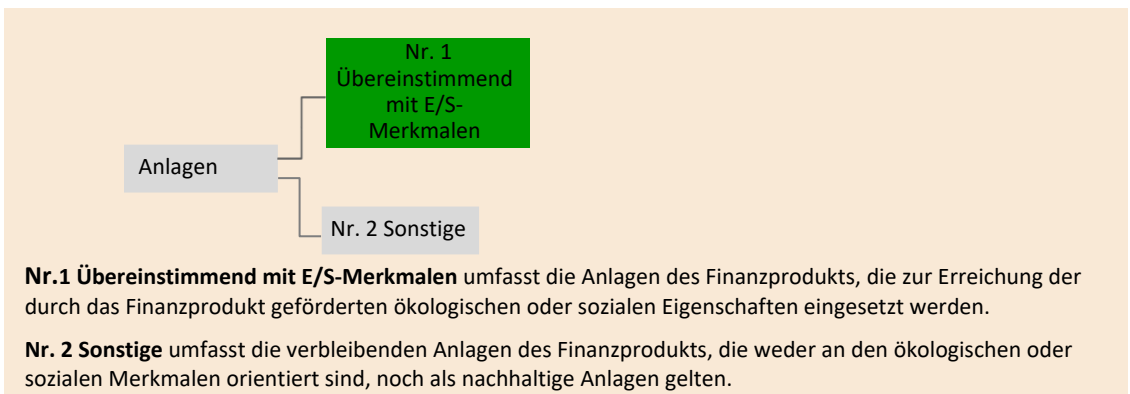 Nr. 1
Übereinstimmend
mit E/S-
Merkmalen
Anlagen
Nr. 2 Sonstige
Nr.1 Übereinstimmend mit E/S-Merkmalen umfasst die Anlagen des Finanzprodukts, die zur Erreichung der
durch das Finanzprodukt geförderten ökologischen oder sozialen Eigenschaften eingesetzt werden.
Nr. 2 Sonstige umfasst die verbleibenden Anlagen des Finanzprodukts, die weder an den ökologischen oder
sozialen Merkmalen orientiert sind, noch als nachhaltige Anlagen gelten.